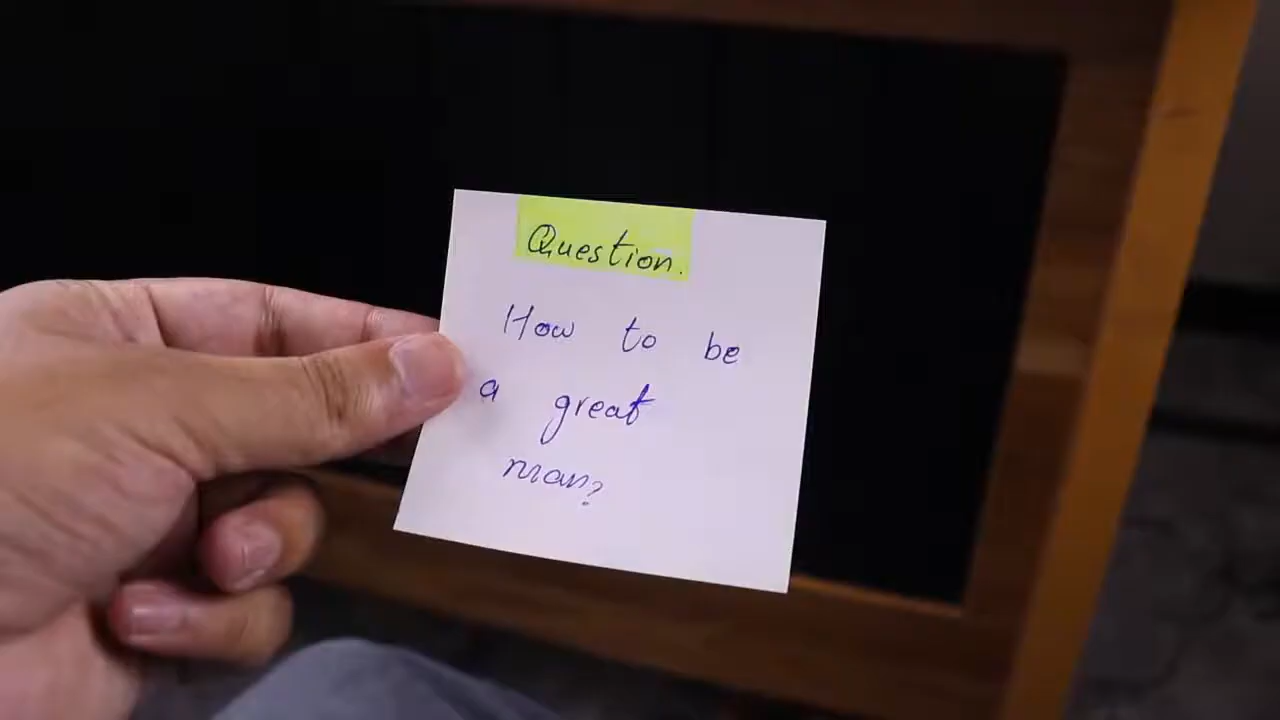 Question.
How to be
a great
man?